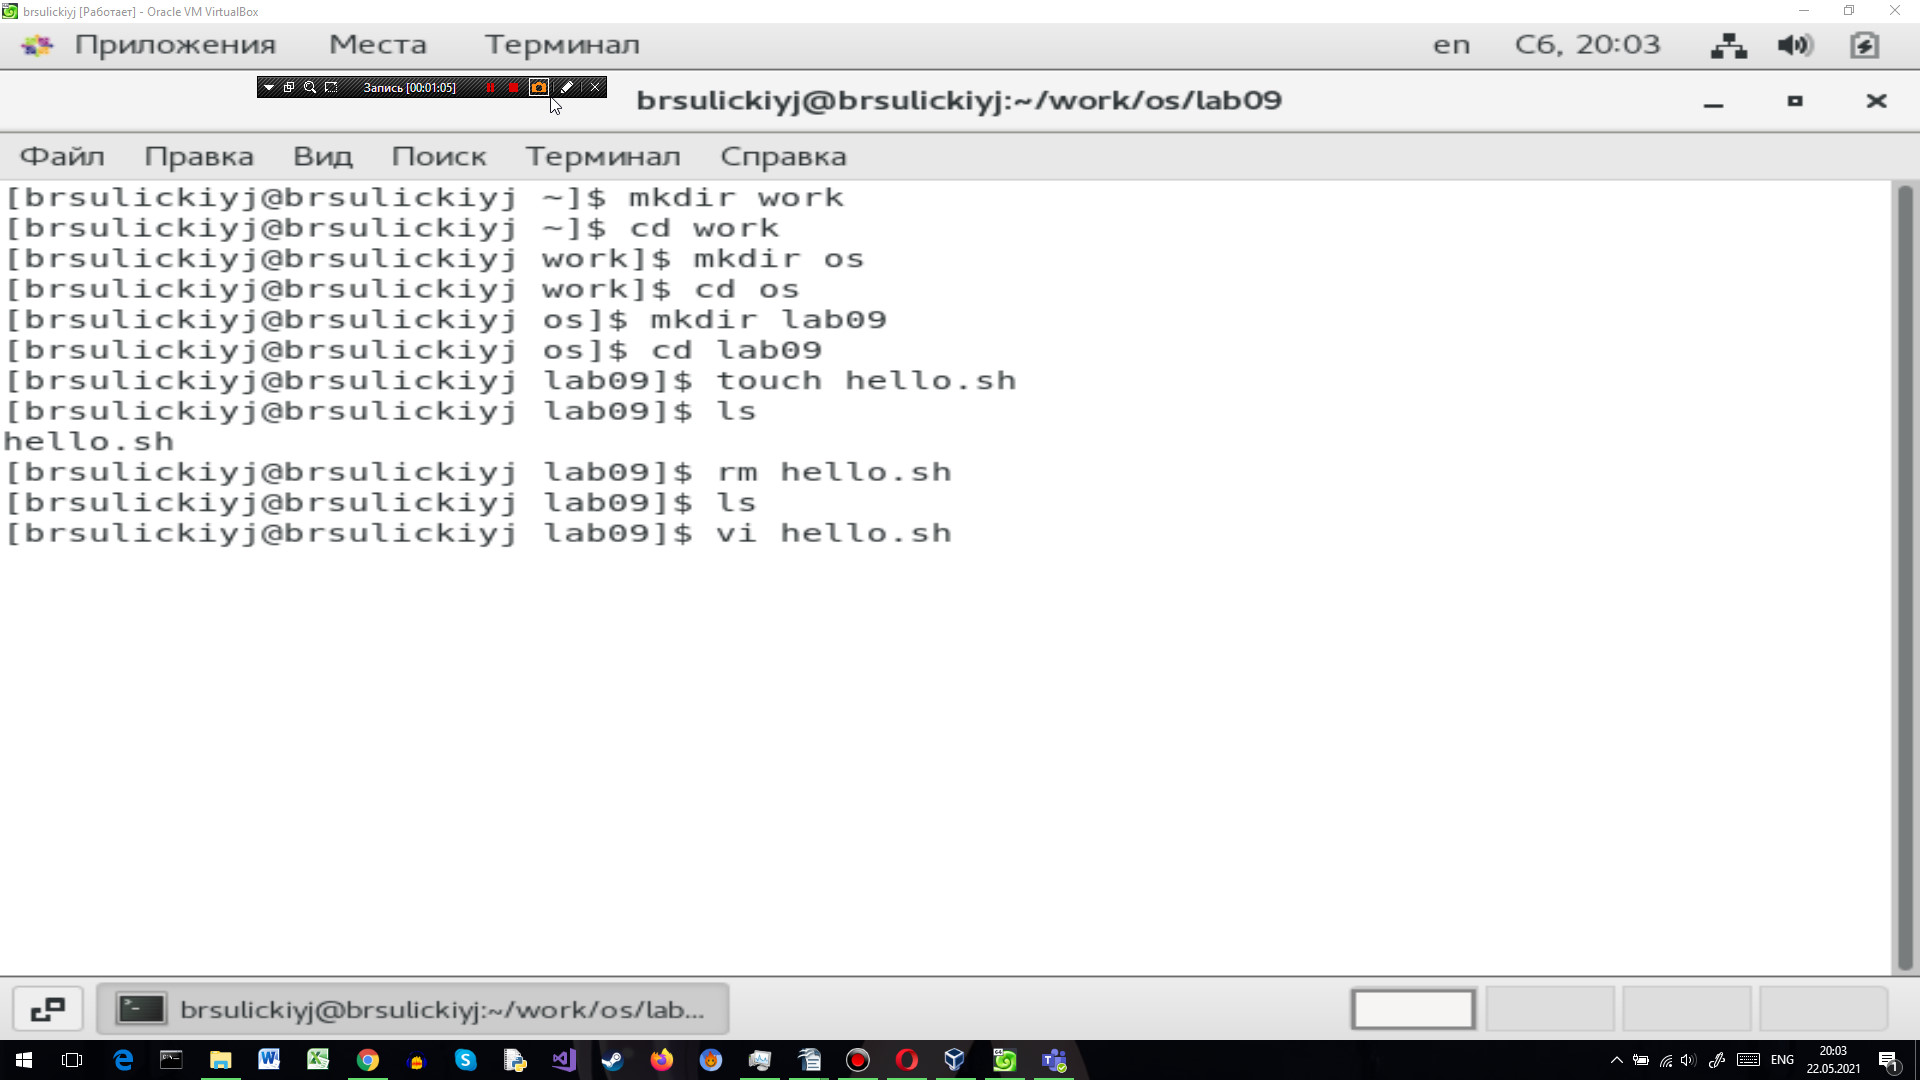 brsulickiyj [Работает] - Oracle VM VirtualBox
Приложения Места Терминал en Сб, 20:03
Запись [00:01:05]
brsulickiyj@brsulickiyj:~/work/os/lab09
Файл Правка Вид Поиск Терминал Справка
[brsulickiyj@brsulickiyj ~]$ mkdir work
[brsulickiyj@brsulickiyj ~]$ cd work
[brsulickiyj@brsulickiyj work]$ mkdir os
[brsulickiyj@brsulickiyj work]$ cd os
[brsulickiyj@brsulickiyj os]$ mkdir lab09
[brsulickiyj@brsulickiyj os]$ cd lab09
[brsulickiyj@brsulickiyj lab09]$ touch hello.sh
[brsulickiyj@brsulickiyj lab09]$ ls
hello.sh
[brsulickiyj@brsulickiyj lab09]$ rm hello.sh
[brsulickiyj@brsulickiyj lab09]$ ls
[brsulickiyj@brsulickiyj lab09]$ vi hello.sh
brsulickiyj@brsulickiyj:~/work/os/lab...
ENG
20:03
22.05.2021
1